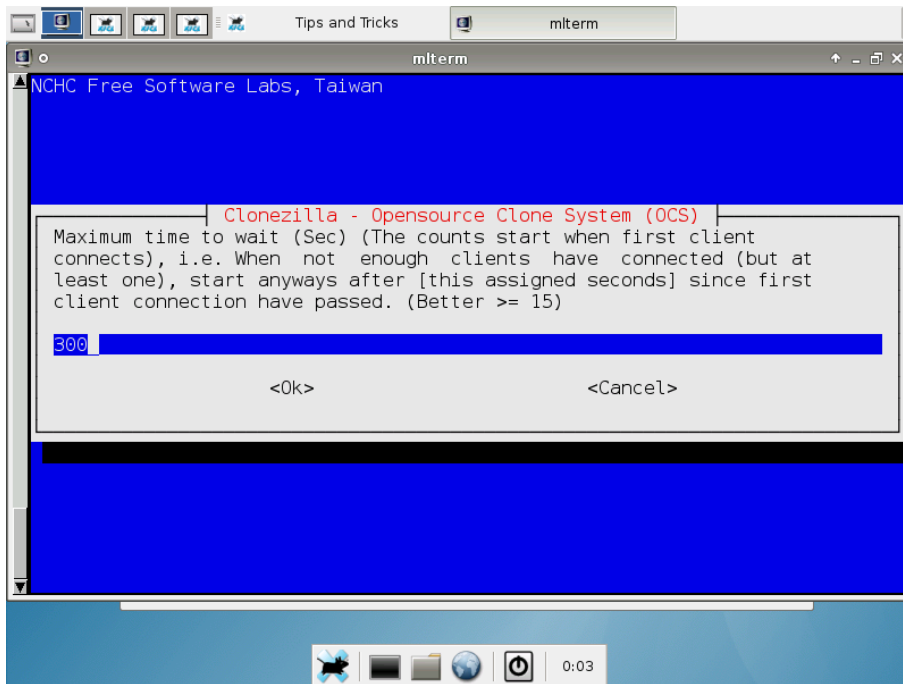 Tips and Tricks
mlterm
mlterm
NCHC Free Software Labs, Taiwan
Clonezilla - Opensource Clone System (OCS)
Maximum time to wait (Sec) (The counts start when first client
connects), i.e. When not enough clients have connected (but at
least one), start anyways after [this assigned seconds] since first
client connection have passed. (Better >= 15)
300
<Ok> <Cancel>
0:03